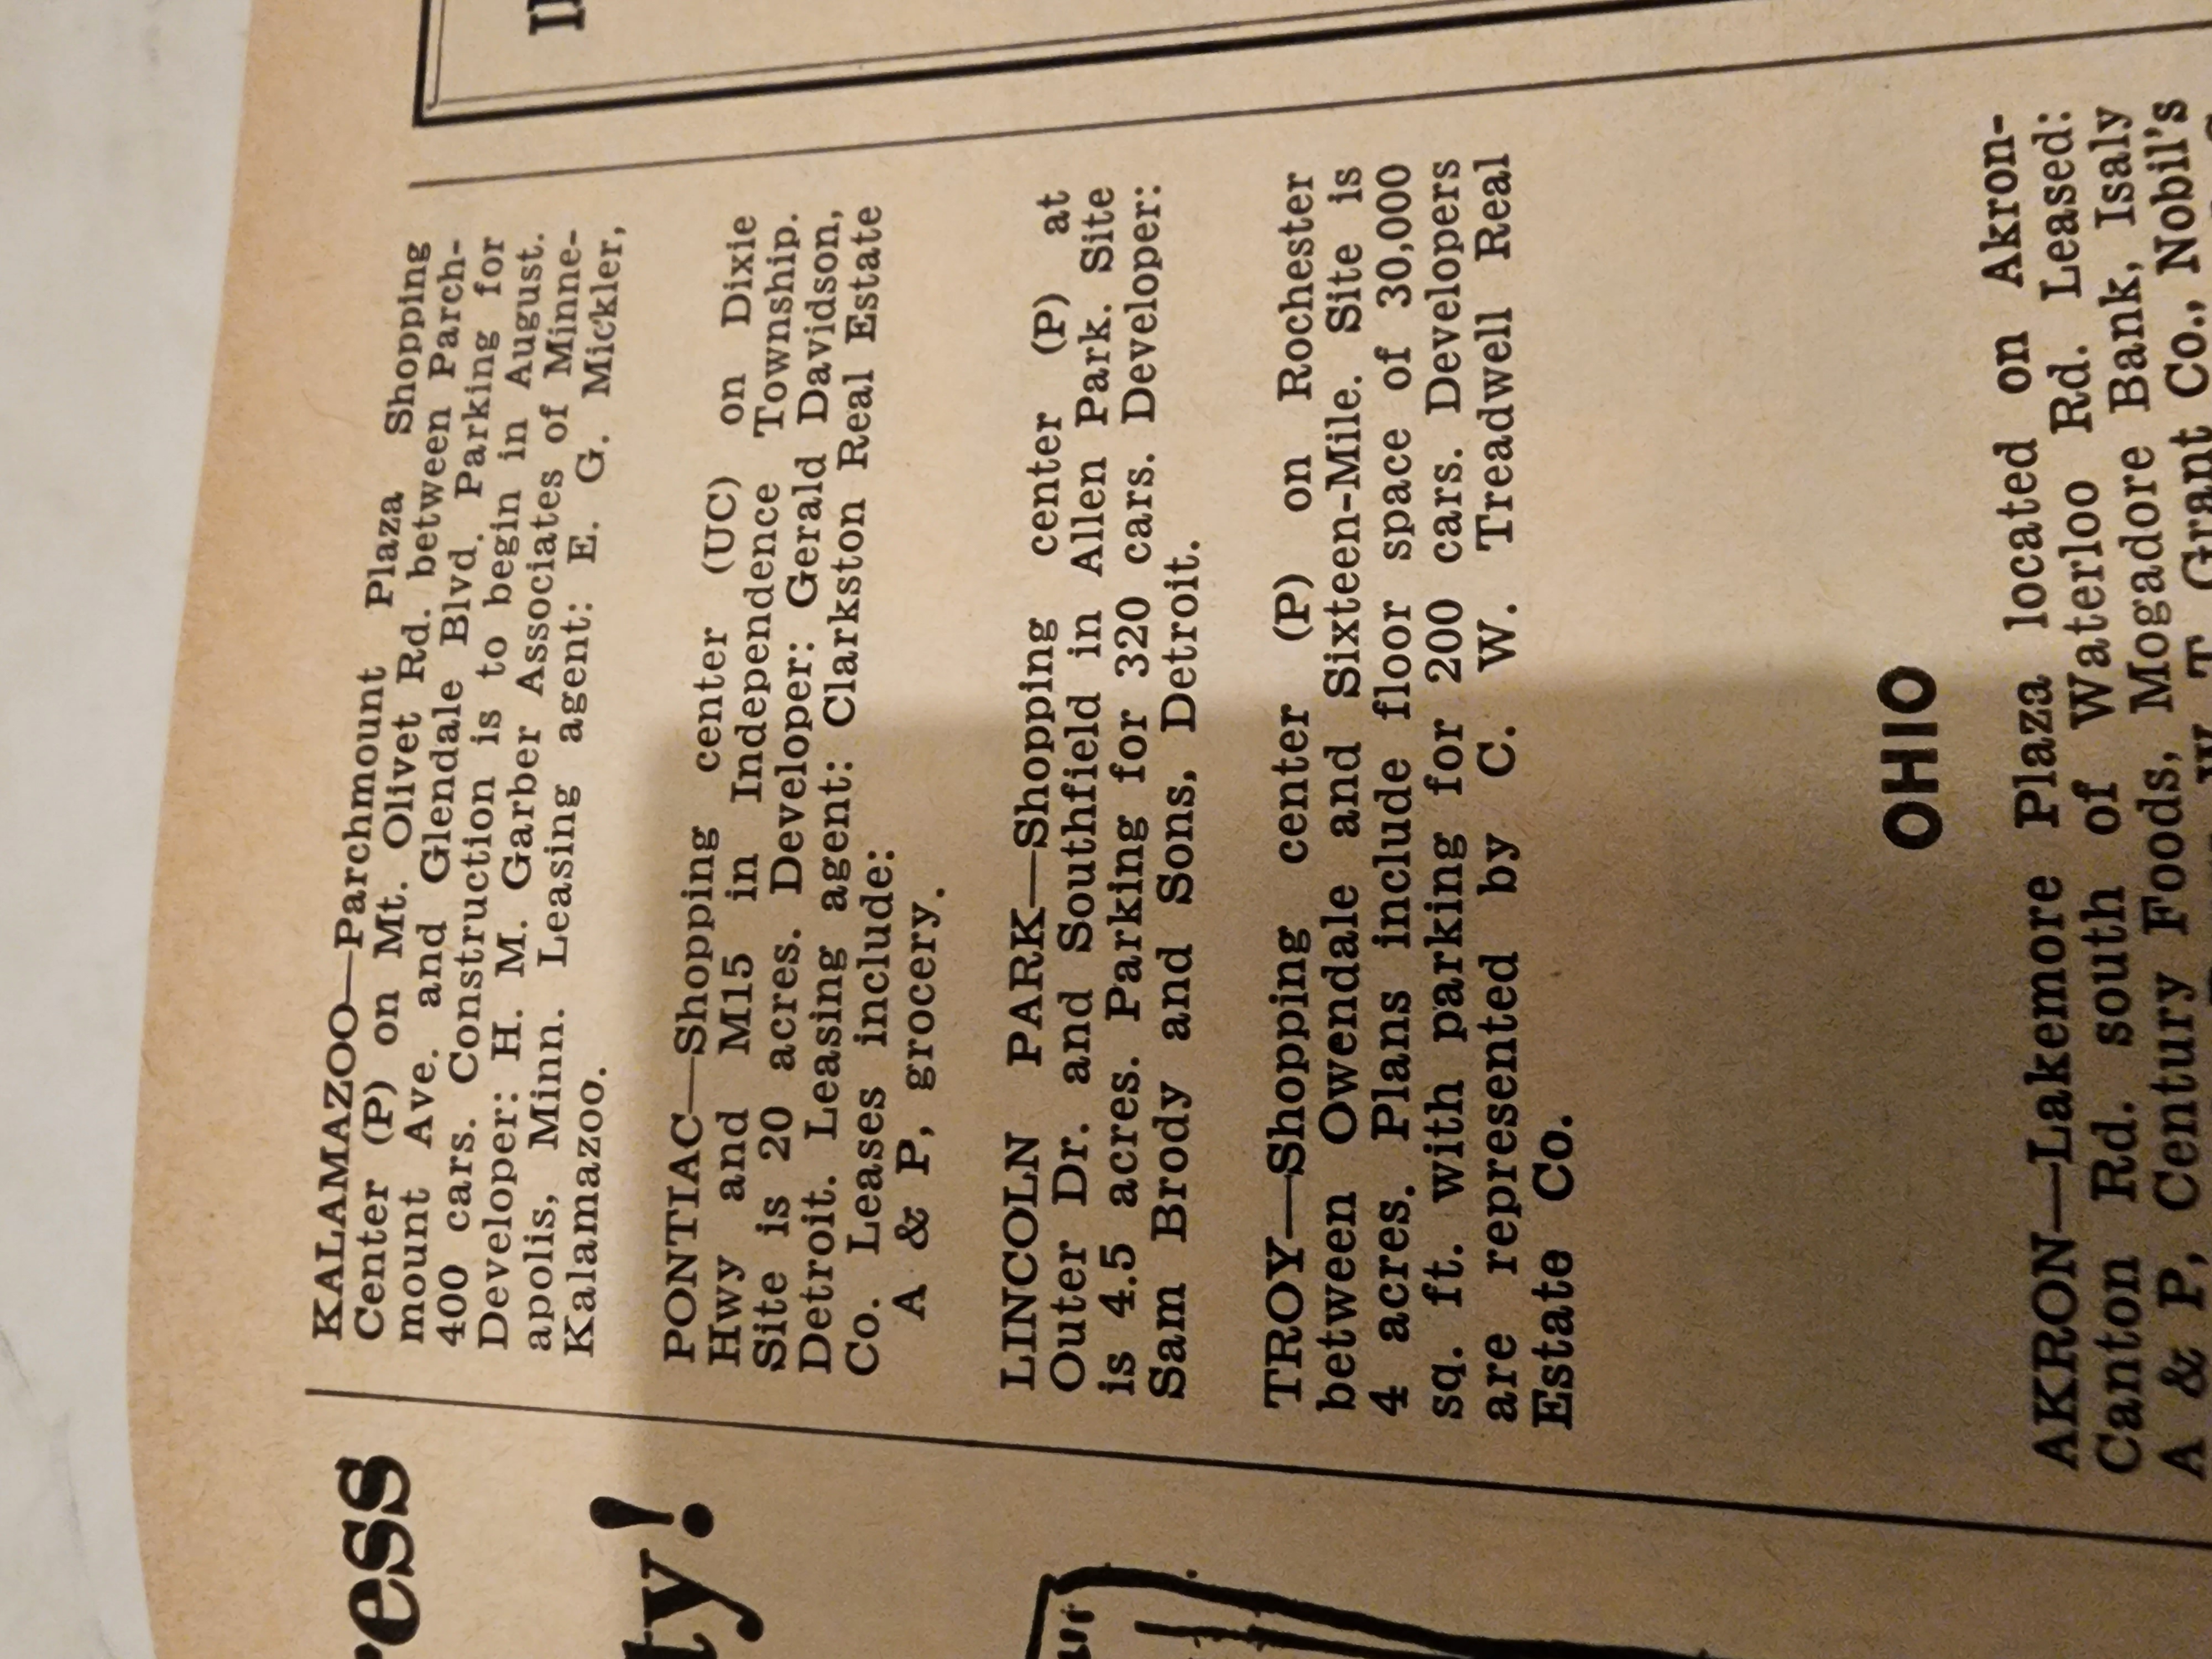 KALAMAZOO—Parchmount Plaza Shopping
Center (P) on Mt. Olivet Rd. between Parch-
mount Ave. and Glendale Blvd. Parking for
400 cars. Construction is to begin in August.
Developer: H. M. Garber Associates of Minne-
apolis, Minn. Leasing agent: E. G. Mickler,
Kalamazoo.
PONTIAC—Shopping center (UC) on Dixie
Hwy and M15 in Independence Township.
Site is 20 acres. Developer: Gerald Davidson,
Detroit. Leasing agent: Clarkston Real Estate
Co. Leases include:
A & P, grocery.
LINCOLN PARK—Shopping center (P) at
Outer Dr. and Southfield in Allen Park. Site
is 4.5 acres. Parking for 320 cars. Developer:
Sam Brody and Sons, Detroit.
TROY—Shopping center (P) on Rochester
between Owendale and Sixteen-Mile. Site is
4 acres. Plans include floor space of 30,000
sq. ft. with parking for 200 cars. Developers
are represented by C. W. Treadwell Real
Estate Co.
OHIO
AKRON—Lakemore Plaza located on Akron-
Canton Rd. south of Waterloo Rd. Leased:
A & P, Century Foods, Mogadore Bank, Isaly
W. T. Grant Co., Nobil's
ess
ty!